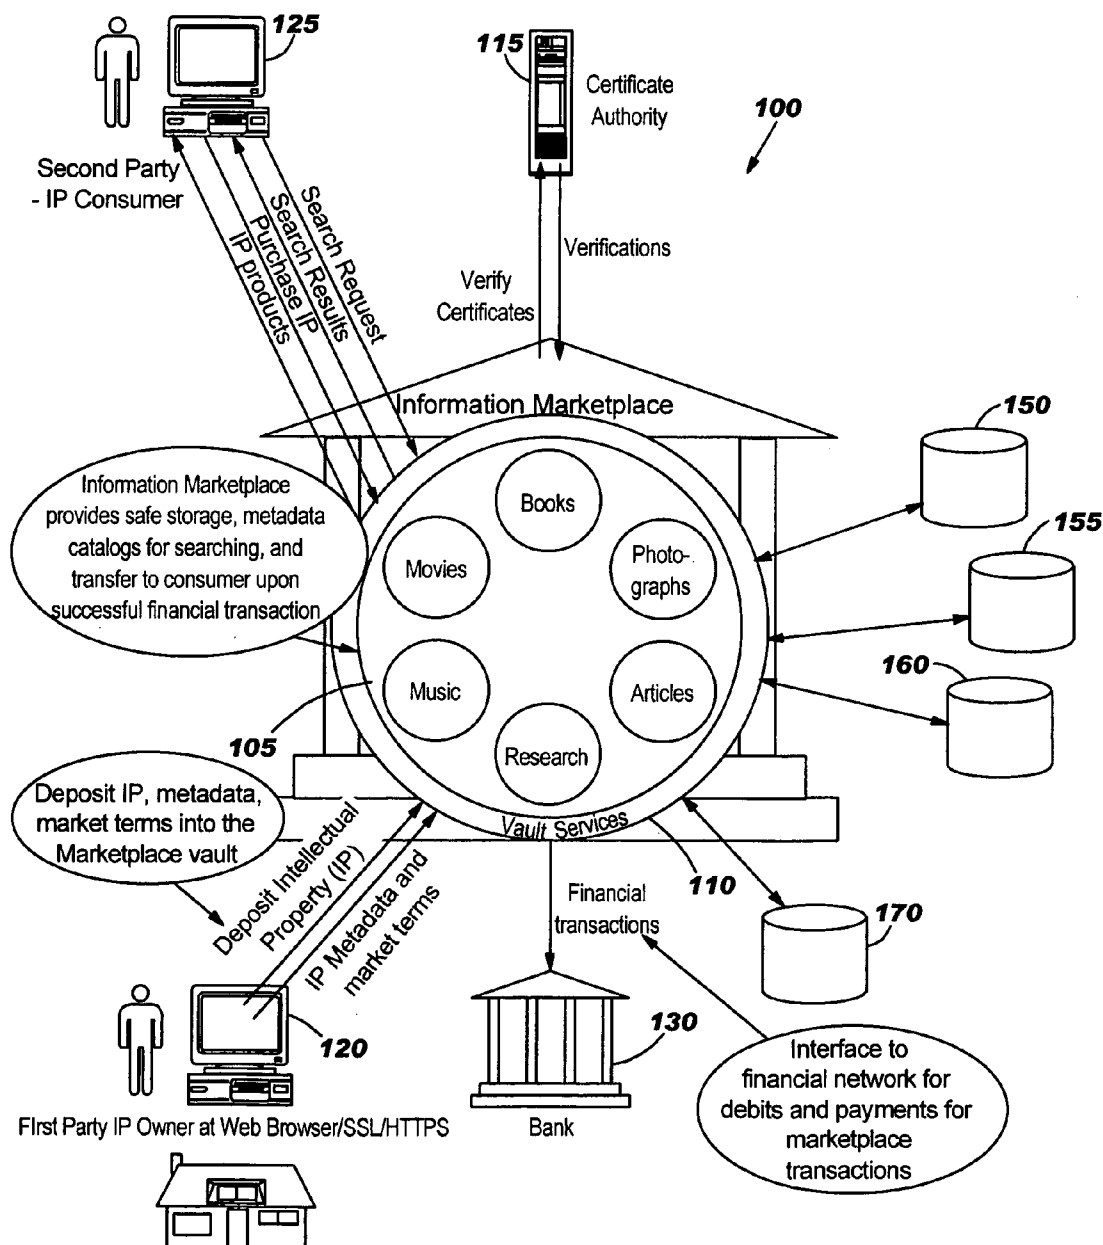 125
115
Certificate
Authority
100
Second Party
- IP Consumer
Search Request
Search Results
Purchase IP
IP products
Verifications
Verify
Certificates
Information Marketplace
150
Information Marketplace
provides safe storage, metadata
catalogs for searching, and
transfer to consumer upon
successful financial transaction
Books
Movies
Photo-
graphs
155
Music
Articles
160
105
Research
Deposit IP, metadata,
market terms into the
Marketplace vault
Vault Services
110
Deposit Intellectual
Property (IP)
IP Metadata and
market terms
Financial
transactions
170
120
130
Interface to
financial network for
debits and payments for
marketplace
transactions
FIrst Party IP Owner at Web Browser/SSL/HTTPS
Bank